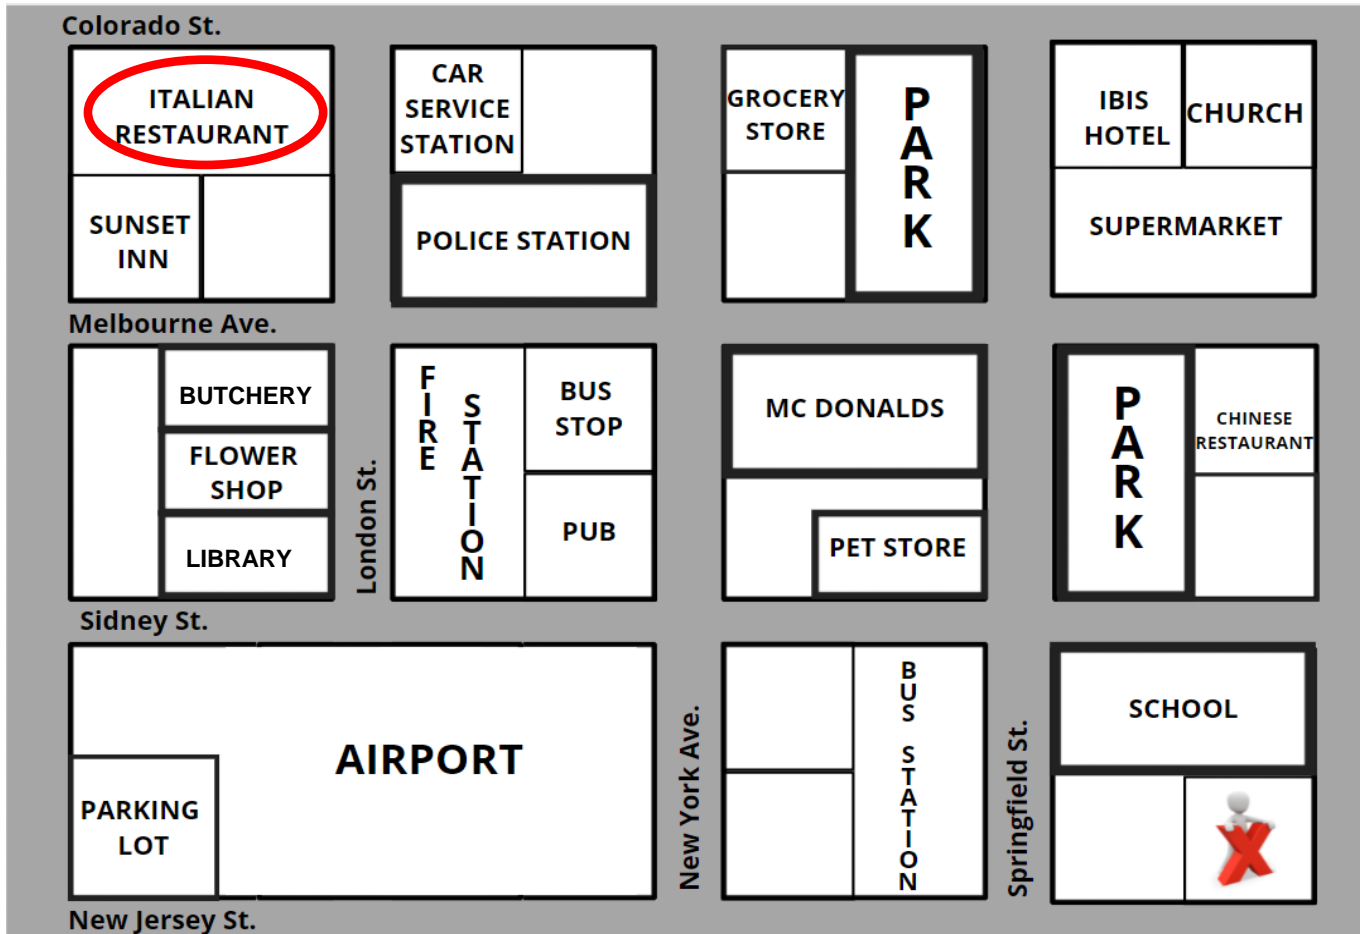 Colorado St.
ITALIAN
RESTAURANT
CAR
SERVICE
STATION
GROCERY
STORE
PARK
IBIS
HOTEL
CHURCH
SUNSET
INN
POLICE STATION
SUPERMARKET
Melbourne Ave.
BUTCHERY
FLOWER
SHOP
LIBRARY
London St.
FIRE
STATION
BUS
STOP
PUB
MC DONALDS
PET STORE
PARK
CHINESE
RESTAURANT
Sidney St.
AIRPORT
PARKING
LOT
New York Ave.
BUS STATION
Springfield St.
SCHOOL
X
New Jersey St.